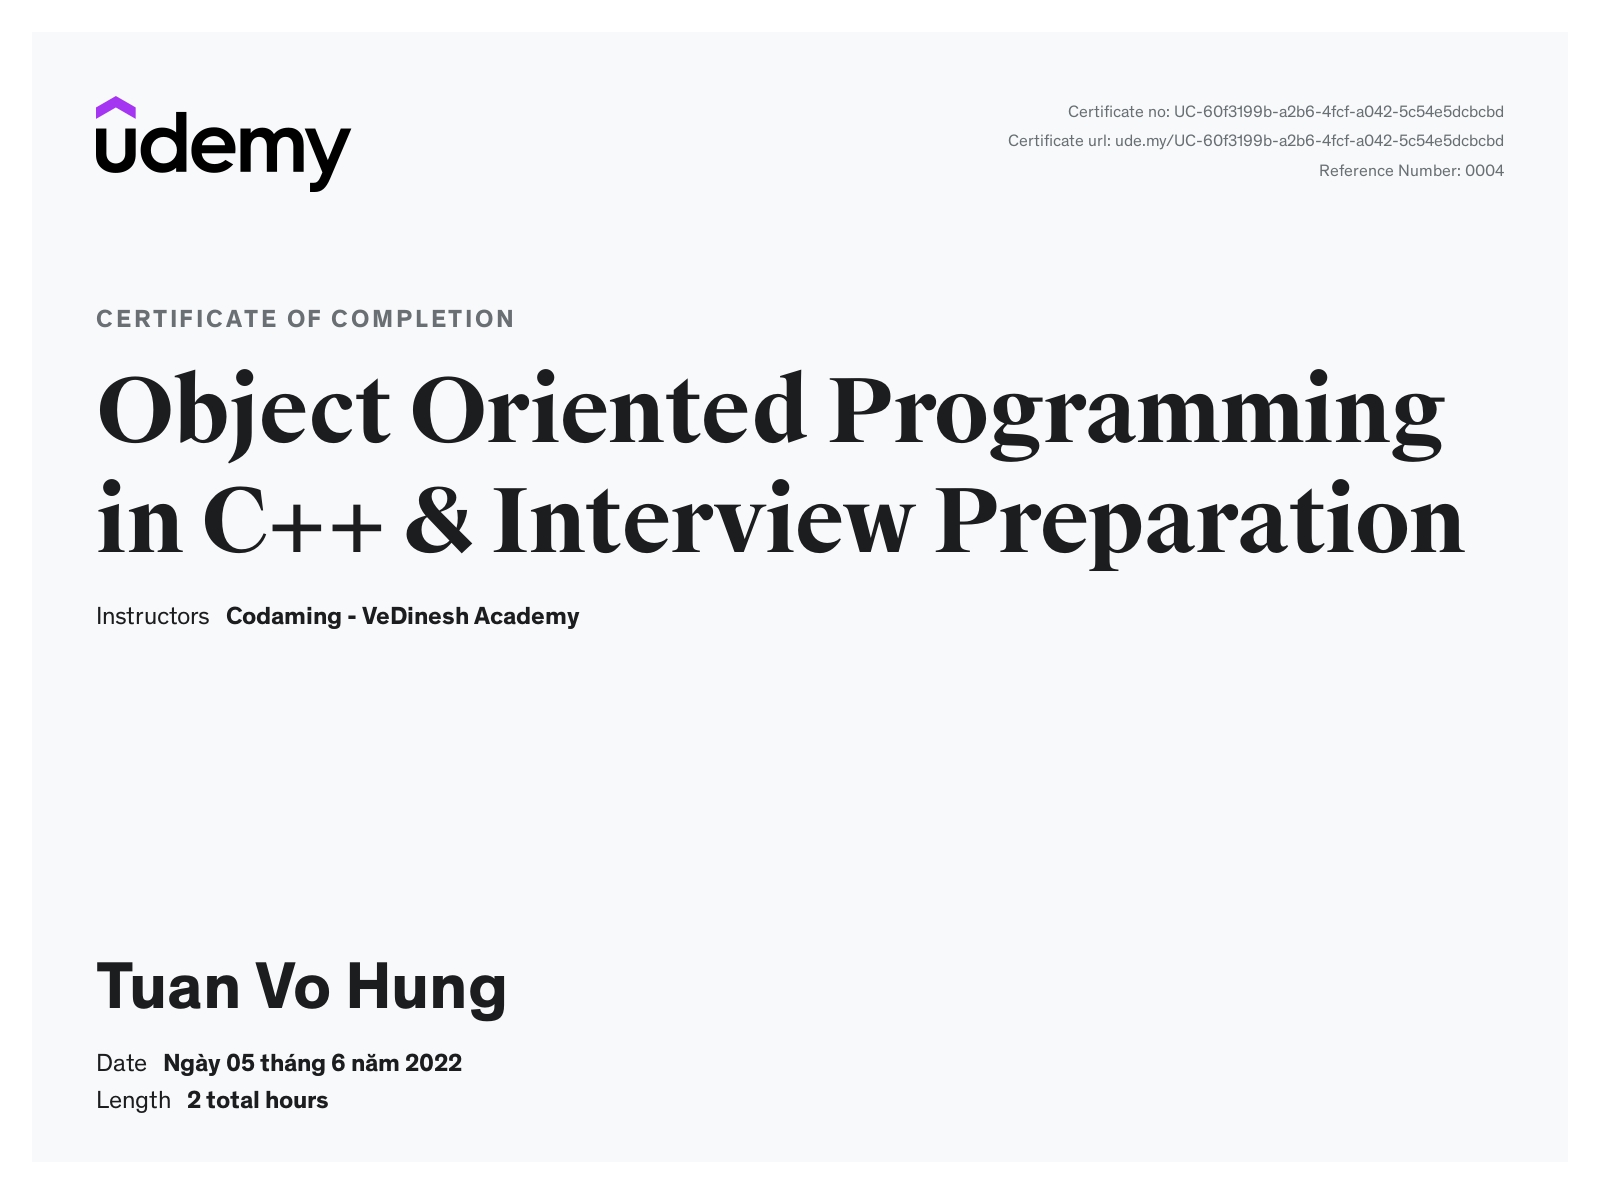 udemy
Certificate no: UC-60f3199b-a2b6-4fcf-a042-5c54e5dcbcbd
Certificate url: ude.my/UC-60f3199b-a2b6-4fcf-a042-5c54e5dcbcbd
Reference Number: 0004
CERTIFICATE OF COMPLETION
Object Oriented Programming
in C++ & Interview Preparation
Instructors Codaming - VeDinesh Academy
Tuan Vo Hung
Date Ngày 05 tháng 6 năm 2022
Length 2 total hours